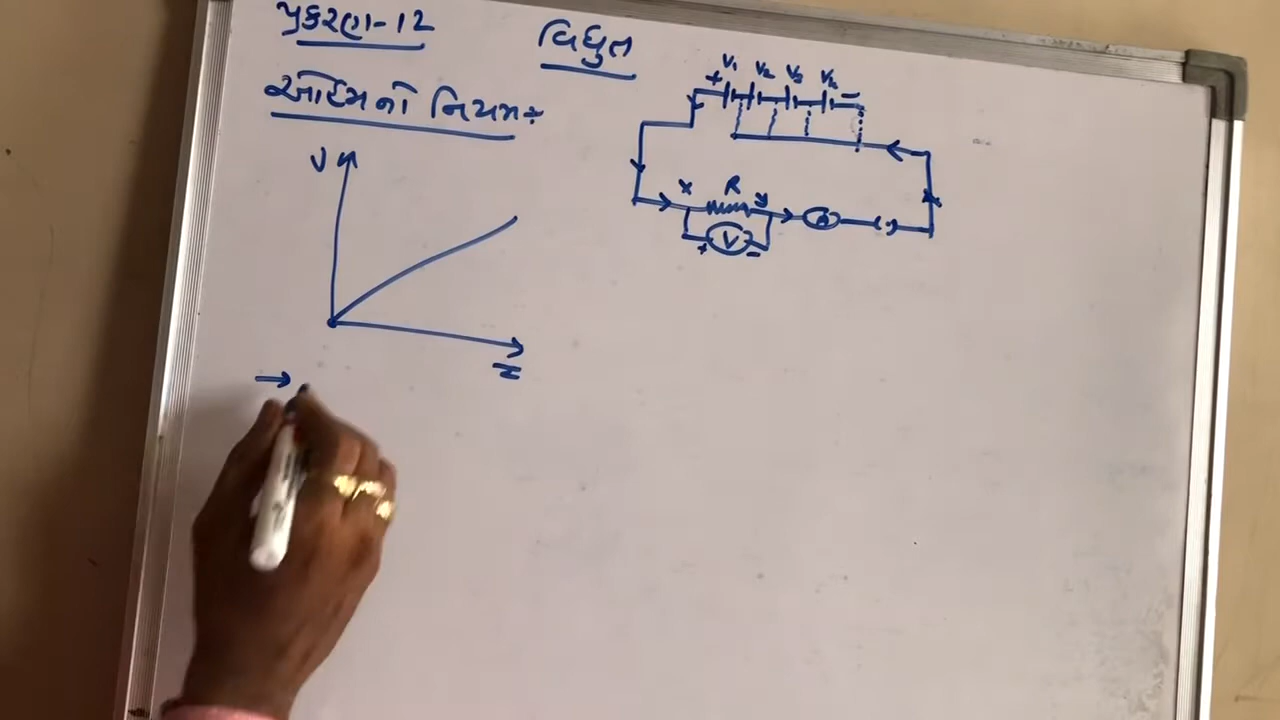 પ્રકરણ-12
વિદ્યુત
ઓહમનો નિયમ÷
V
I
+ V₁ V₂ V₃ V₄ -
X R Y
A ( . )
+ V -
→